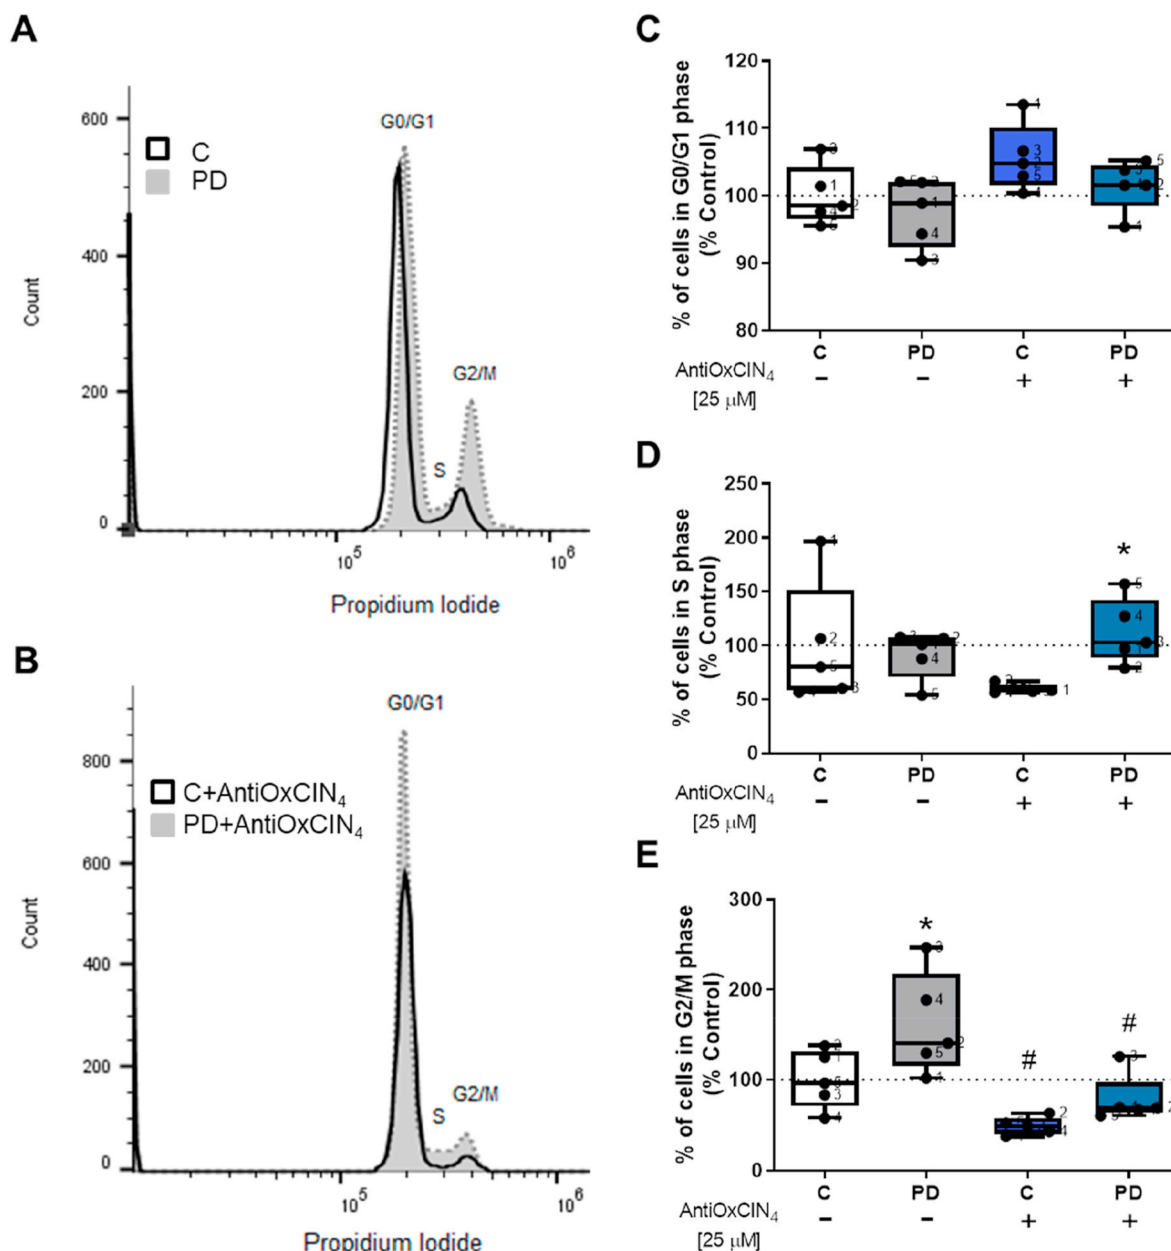 A
600
400
200
0
Count
C
PD
G0/G1
S
G2/M
10^5
10^6
Propidium Iodide
B
800
600
400
200
0
Count
C+AntiOxCIN₄
PD+AntiOxCIN₄
G0/G1
S
G2/M
10^5
10^6
Propidium Iodide
C
% of cells in G0/G1 phase
(% Control)
120
110
100
90
80
C
PD
C
PD
AntiOxCIN₄
[25 μM]
–
–
+
+
D
% of cells in S phase
(% Control)
250
200
150
100
50
0
*
C
PD
C
PD
AntiOxCIN₄
[25 μM]
–
–
+
+
E
% of cells in G2/M phase
(% Control)
300
200
100
0
*
#
#
C
PD
C
PD
AntiOxCIN₄
[25 μM]
–
–
+
+